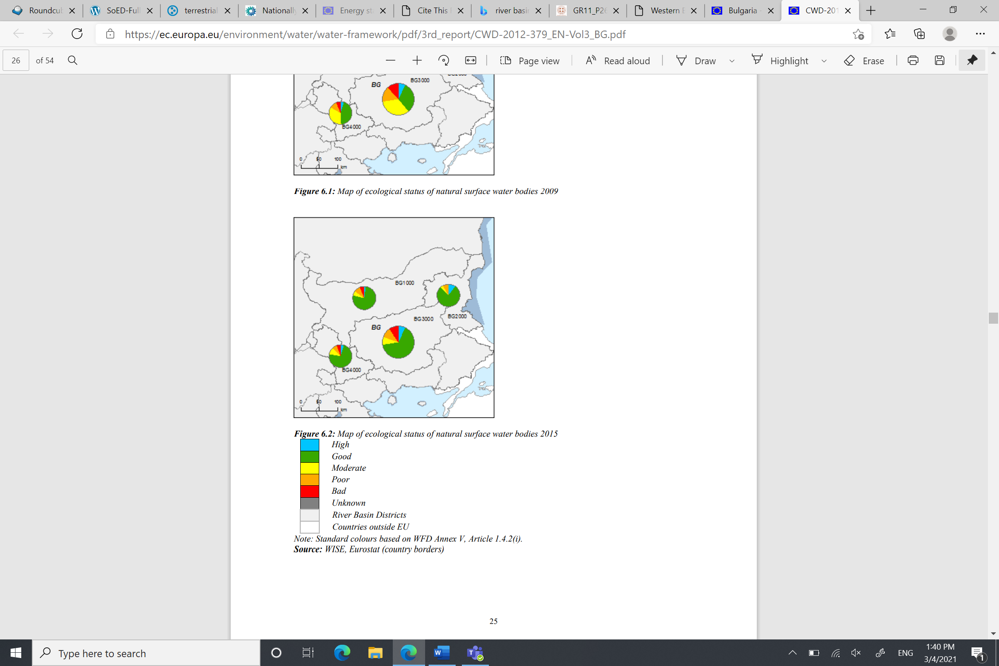 Roundcu
SoED-Full
terrestrial
Nationally
Energy st
Cite This
river basi
GR11_P26
Western
Bulgaria -
CWD-201
https://ec.europa.eu/environment/water/water-framework/pdf/3rd_report/CWD-2012-379_EN-Vol3_BG.pdf
26 of 54
Page view
Read aloud
Draw
Highlight
Erase
BG
BG3000
BG4000
0 50 100
km
Figure 6.1: Map of ecological status of natural surface water bodies 2009
BG1000
BG3000
BG2000
BG
BG4000
0 50 100
km
Figure 6.2: Map of ecological status of natural surface water bodies 2015
High
Good
Moderate
Poor
Bad
Unknown
River Basin Districts
Countries outside EU
Note: Standard colours based on WFD Annex V, Article 1.4.2(i).
Source: WISE, Eurostat (country borders)
25
Type here to search
ENG
1:40 PM
3/4/2021
1